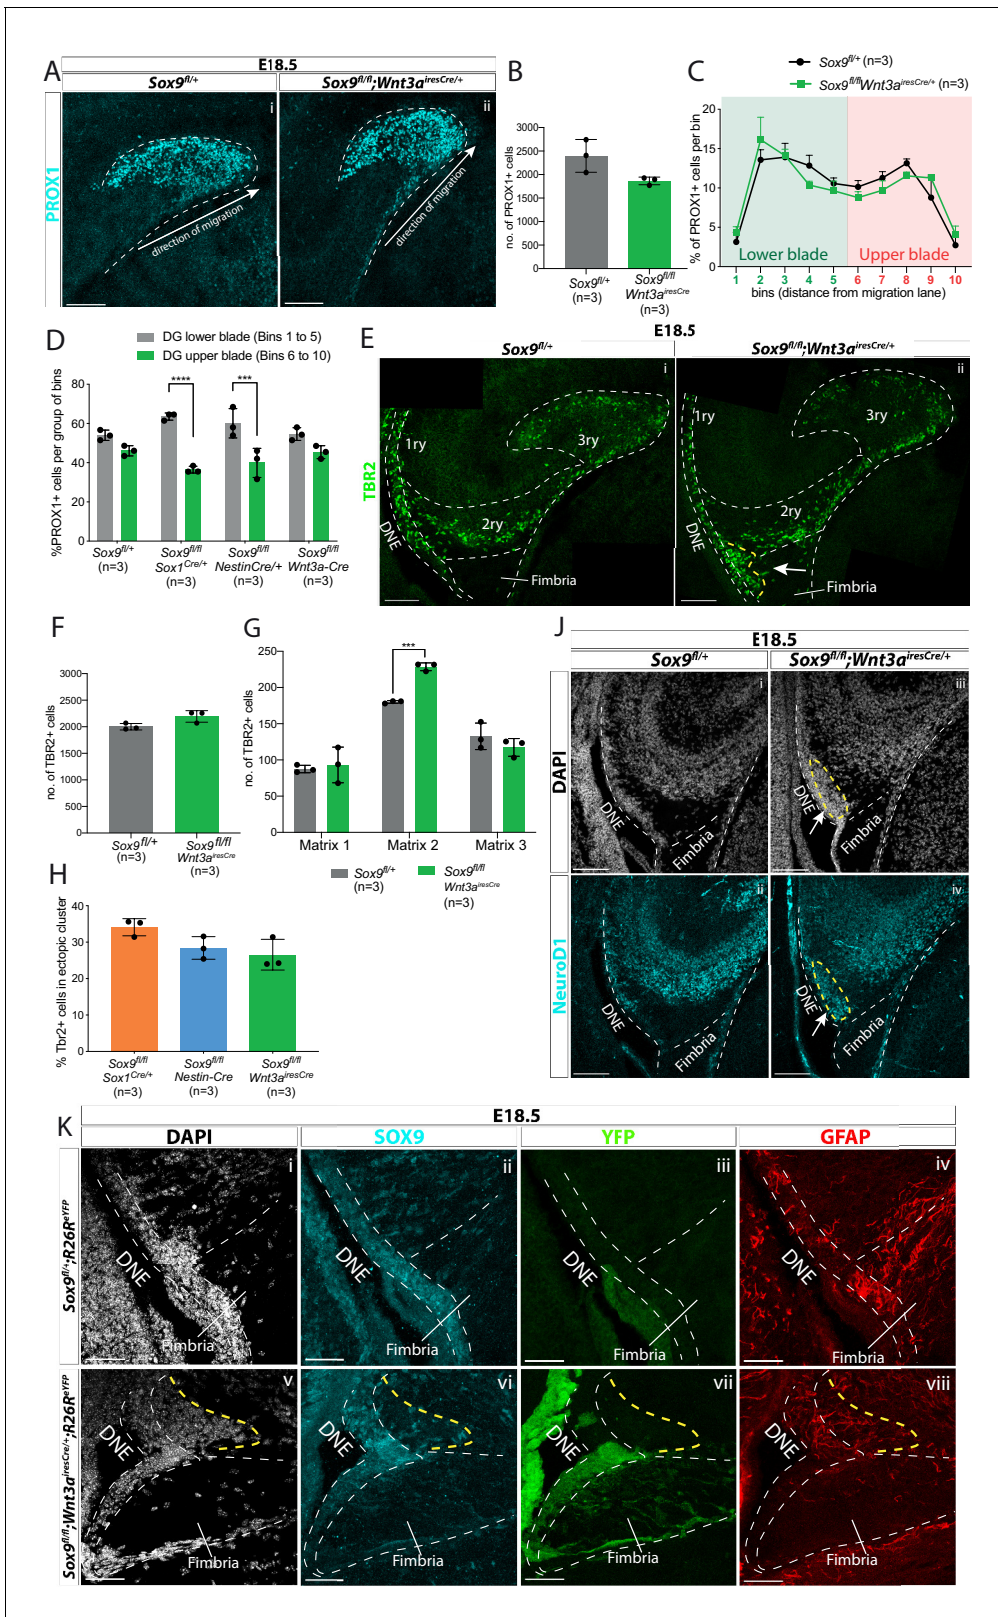 A
E18.5
Sox9fl/+
Sox9fl/fl;Wnt3airesCre/+
i
ii
PROX1
direction of migration
direction of migration
B
no. of PROX1+ cells
3000
2500
2000
1500
1000
500
0
Sox9fl/+
(n=3)
Sox9fl/fl
Wnt3airesCre
(n=3)
C
Sox9fl/+ (n=3)
Sox9fl/flWnt3airesCre/+ (n=3)
% of PROX1+ cells per bin
20
15
10
5
0
Lower blade
Upper blade
1 2 3 4 5 6 7 8 9 10
bins (distance from migration lane)
D
DG lower blade (Bins 1 to 5)
DG upper blade (Bins 6 to 10)
%PROX1+ cells per group of bins
80
60
40
20
0
****
***
Sox9fl/+
(n=3)
Sox9fl/fl
Sox1Cre/+
(n=3)
Sox9fl/fl
NestinCre/+
(n=3)
Sox9fl/fl
Wnt3a-Cre
(n=3)
E
E18.5
Sox9fl/+
Sox9fl/fl;Wnt3airesCre/+
TBR2
i
1ry
3ry
2ry
DNE
Fimbria
ii
1ry
3ry
2ry
DNE
Fimbria
F
no. of TBR2+ cells
3000
2500
2000
1500
1000
500
0
Sox9fl/+
(n=3)
Sox9fl/fl
Wnt3airesCre
(n=3)
G
no. of TBR2+ cells
250
200
150
100
50
0
***
Matrix 1
Matrix 2
Matrix 3
Sox9fl/+
(n=3)
Sox9fl/fl
Wnt3airesCre
(n=3)
H
% Tbr2+ cells in ectopic cluster
40
30
20
10
0
Sox9fl/fl
Sox1Cre/+
(n=3)
Sox9fl/fl
Nestin-Cre
(n=3)
Sox9fl/fl
Wnt3airesCre
(n=3)
J
E18.5
Sox9fl/+
Sox9fl/fl;Wnt3airesCre/+
DAPI
i
DNE
Fimbria
iii
DNE
Fimbria
NeuroD1
ii
DNE
Fimbria
iv
DNE
Fimbria
K
E18.5
DAPI
SOX9
YFP
GFAP
Sox9fl/+;R26ReYFP
i
DNE
Fimbria
ii
DNE
Fimbria
iii
DNE
Fimbria
iv
DNE
Fimbria
Sox9fl/fl;Wnt3airesCre/+;R26ReYFP
v
DNE
Fimbria
vi
DNE
Fimbria
vii
DNE
Fimbria
viii
DNE
Fimbria